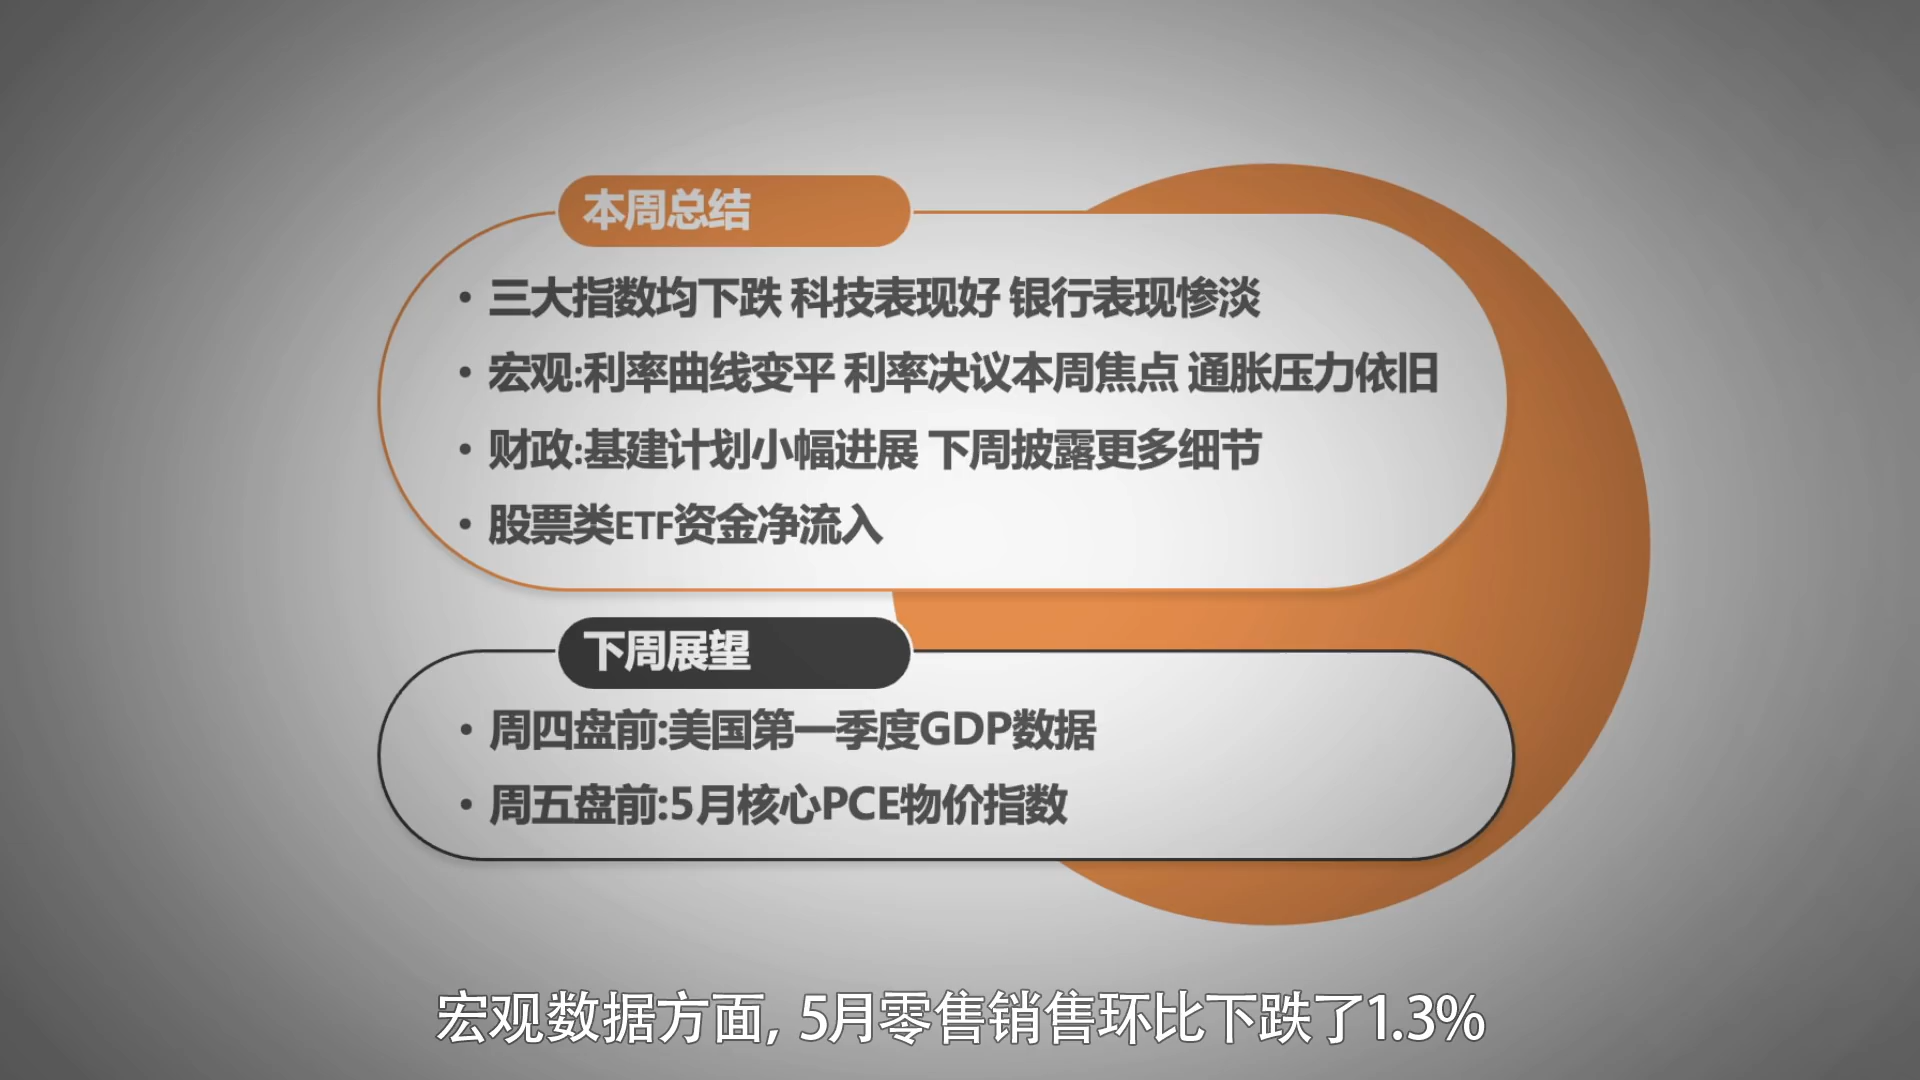 本周总结
• 三大指数均下跌 科技表现好 银行表现惨淡
• 宏观:利率曲线变平 利率决议本周焦点 通胀压力依旧
• 财政:基建计划小幅进展 下周披露更多细节
• 股票类ETF资金净流入
下周展望
• 周四盘前:美国第一季度GDP数据
• 周五盘前:5月核心PCE物价指数
宏观数据方面, 5月零售销售环比下跌了1.3%